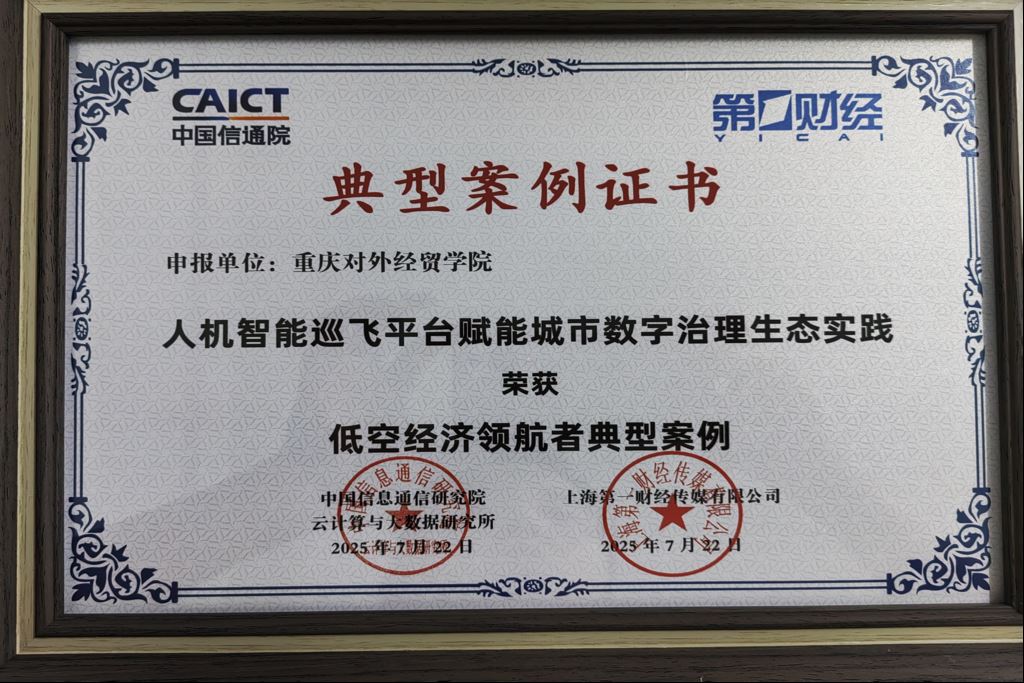 CAICT
中国信通院
第一财经
YICAI
典型案例证书
申报单位：重庆对外经贸学院
人机智能巡飞平台赋能城市数字治理生态实践
荣获
低空经济领航者典型案例
中国信息通信研究院
云计算与大数据研究所
2025年7月22日
上海第一财经传媒有限公司
2025年7月22日